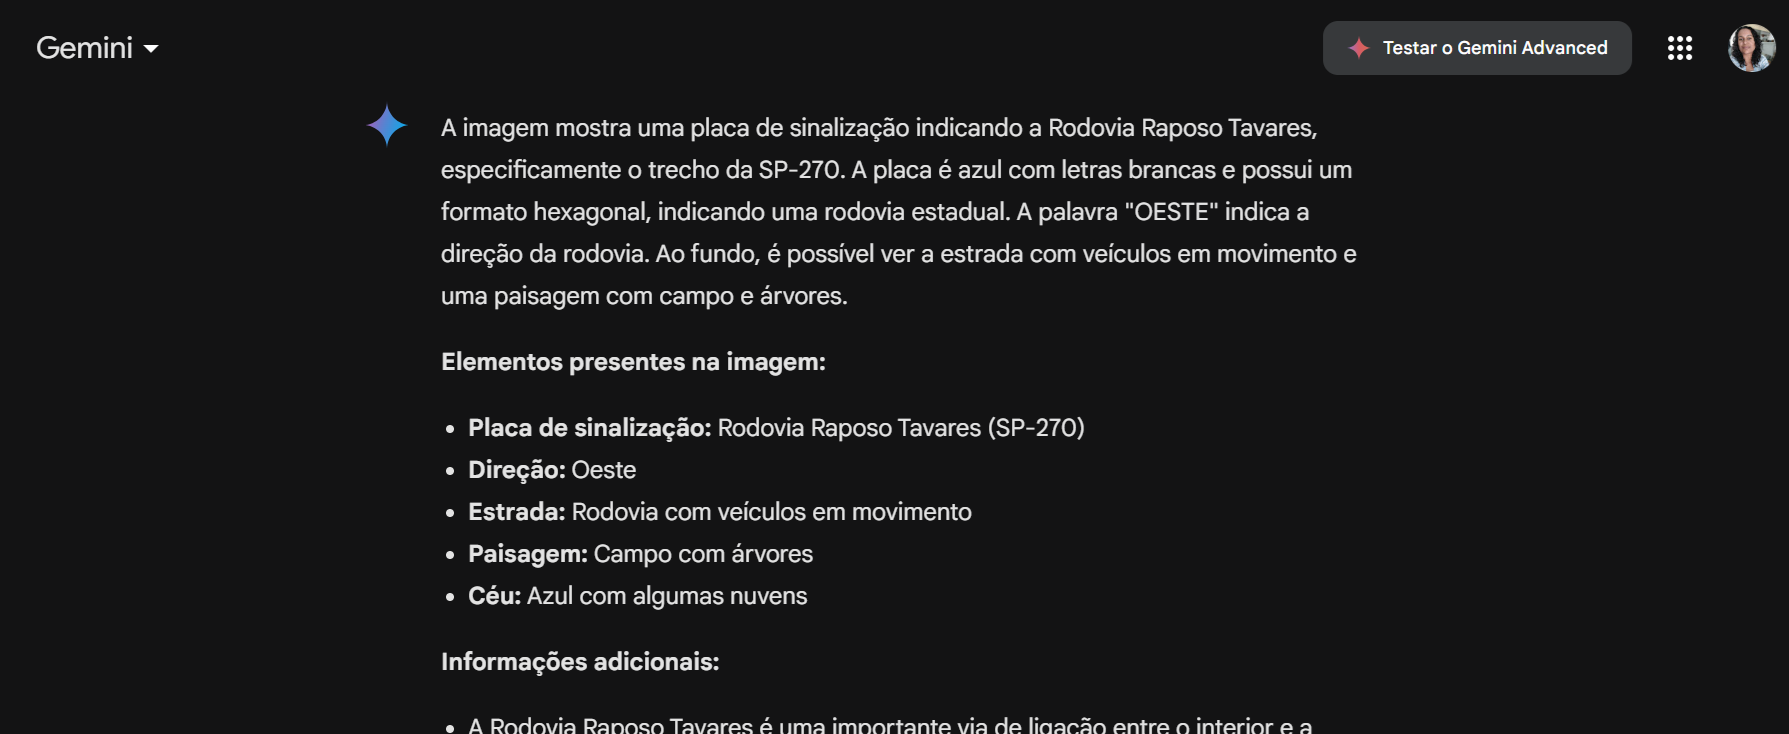 Gemini
Testar o Gemini Advanced
A imagem mostra uma placa de sinalização indicando a Rodovia Raposo Tavares,
especificamente o trecho da SP-270. A placa é azul com letras brancas e possui um
formato hexagonal, indicando uma rodovia estadual. A palavra "OESTE" indica a
direção da rodovia. Ao fundo, é possível ver a estrada com veículos em movimento e
uma paisagem com campo e árvores.
Elementos presentes na imagem:
• Placa de sinalização: Rodovia Raposo Tavares (SP-270)
• Direção: Oeste
• Estrada: Rodovia com veículos em movimento
• Paisagem: Campo com árvores
• Céu: Azul com algumas nuvens
Informações adicionais:
• A Rodovia Raposo Tavares é uma importante via de ligação entre o interior e a